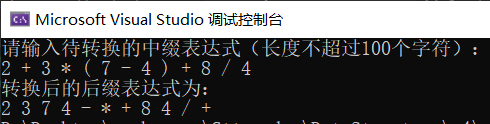 Microsoft Visual Studio 调试控制台
请输入待转换的中缀表达式（长度不超过100个字符）：
2 + 3 * ( 7 - 4 ) + 8 / 4
转换后的后缀表达式为：
2 3 7 4 - * + 8 4 / +